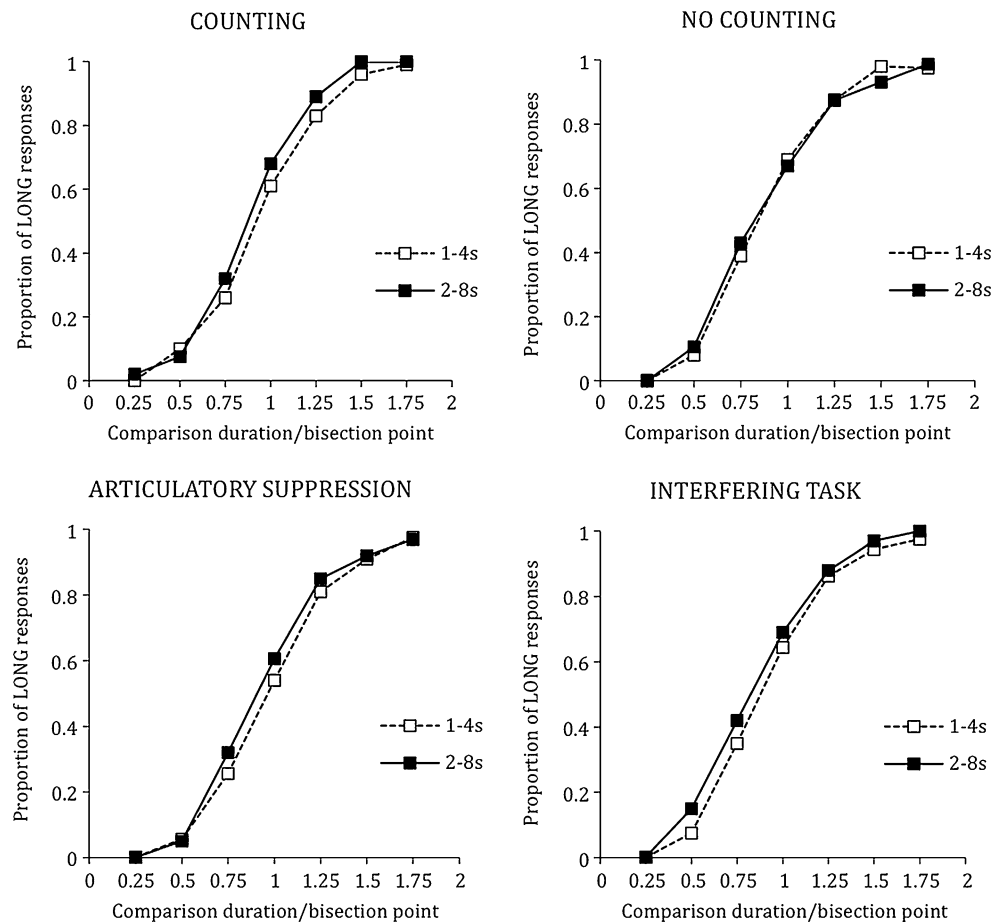 COUNTING
Proportion of LONG responses
1
0.8
0.6
0.4
0.2
0
0 0.25 0.5 0.75 1 1.25 1.5 1.75 2
Comparison duration/bisection point
1-4s
2-8s
NO COUNTING
Proportion of LONG responses
1
0.8
0.6
0.4
0.2
0
0 0.25 0.5 0.75 1 1.25 1.5 1.75 2
Comparison duration/bisection point
1-4s
2-8s
ARTICULATORY SUPPRESSION
Proportion of LONG responses
1
0.8
0.6
0.4
0.2
0
0 0.25 0.5 0.75 1 1.25 1.5 1.75 2
Comparison duration/bisection point
1-4s
2-8s
INTERFERING TASK
Proportion of LONG responses
1
0.8
0.6
0.4
0.2
0
0 0.25 0.5 0.75 1 1.25 1.5 1.75 2
Comparison duration/bisection point
1-4s
2-8s